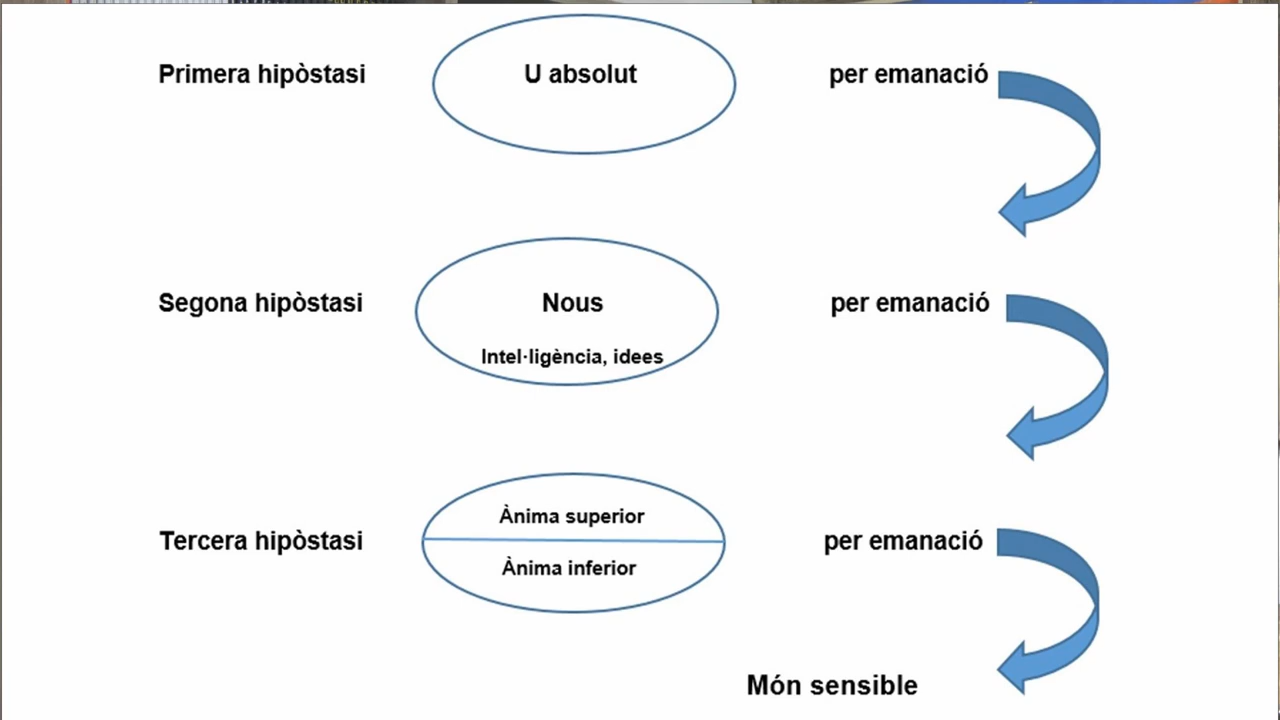 Primera hipòstasi
U absolut
per emanació
Segona hipòstasi
Nous
per emanació
Intel·ligència, idees
Ànima superior
Tercera hipòstasi
per emanació
Ànima inferior
Món sensible